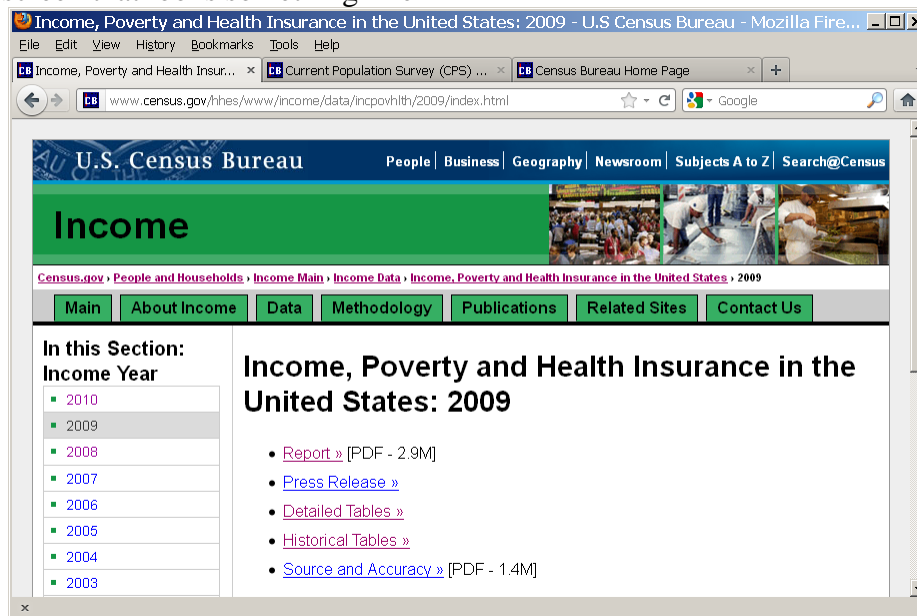 Income, Poverty and Health Insurance in the United States: 2009 - U.S Census Bureau - Mozilla Fire...
File Edit View History Bookmarks Tools Help
Income, Poverty and Health Insur... × Current Population Survey (CPS) ... × Census Bureau Home Page × +
www.census.gov/hhes/www/income/data/incpovhlth/2009/index.html Google
U.S. Census Bureau People Business Geography Newsroom Subjects A to Z Search@Census
Income
Census.gov › People and Households › Income Main › Income Data › Income, Poverty and Health Insurance in the United States › 2009
Main About Income Data Methodology Publications Related Sites Contact Us
In this Section:
Income Year
2010
2009
2008
2007
2006
2005
2004
2003
Income, Poverty and Health Insurance in the
United States: 2009
• Report » [PDF - 2.9M]
• Press Release »
• Detailed Tables »
• Historical Tables »
• Source and Accuracy » [PDF - 1.4M]
×